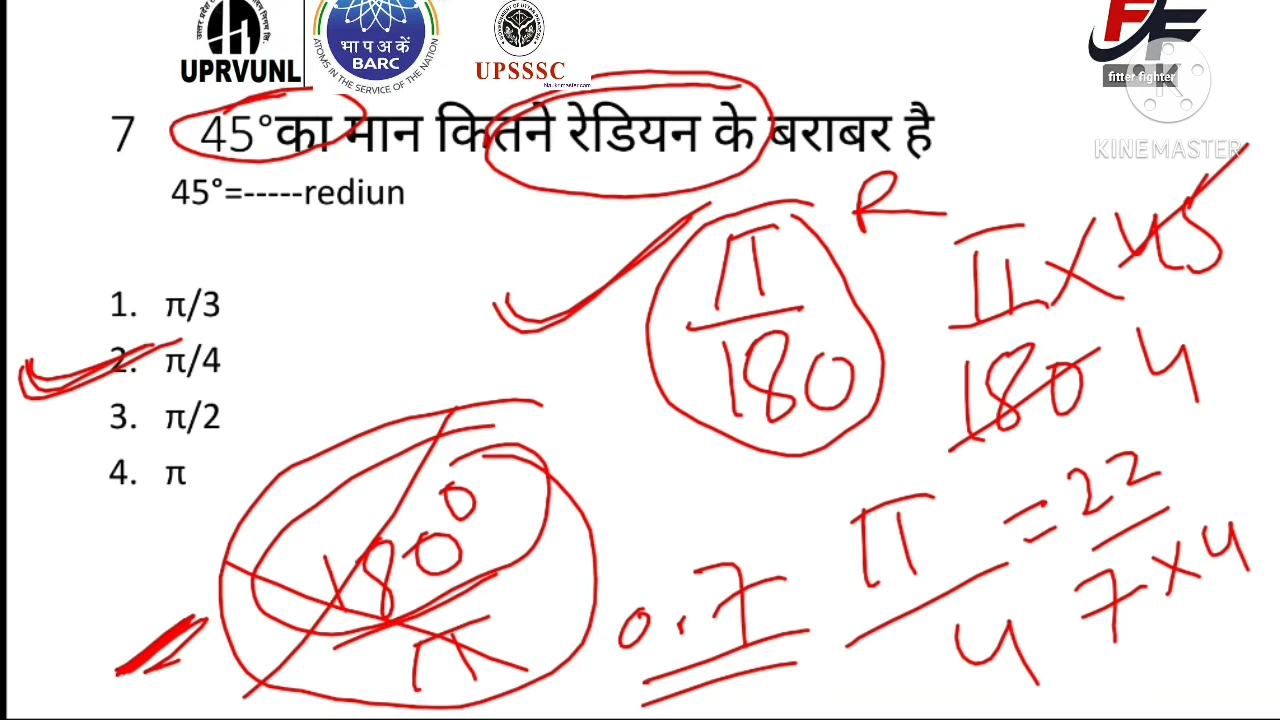 UPRVUNL
भा प अ कें
BARC
ATOMS IN THE SERVICE OF THE NATION
UPSSSC
fitter fighter
K
KINEMASTER
7 45°का मान कितने रेडियन के बराबर है
45°=-----rediun
R
π/180
π×45
180 4
1. π/3
2. π/4
3. π/2
4. π
180°
π
π/4 = 22/7×4
0.7